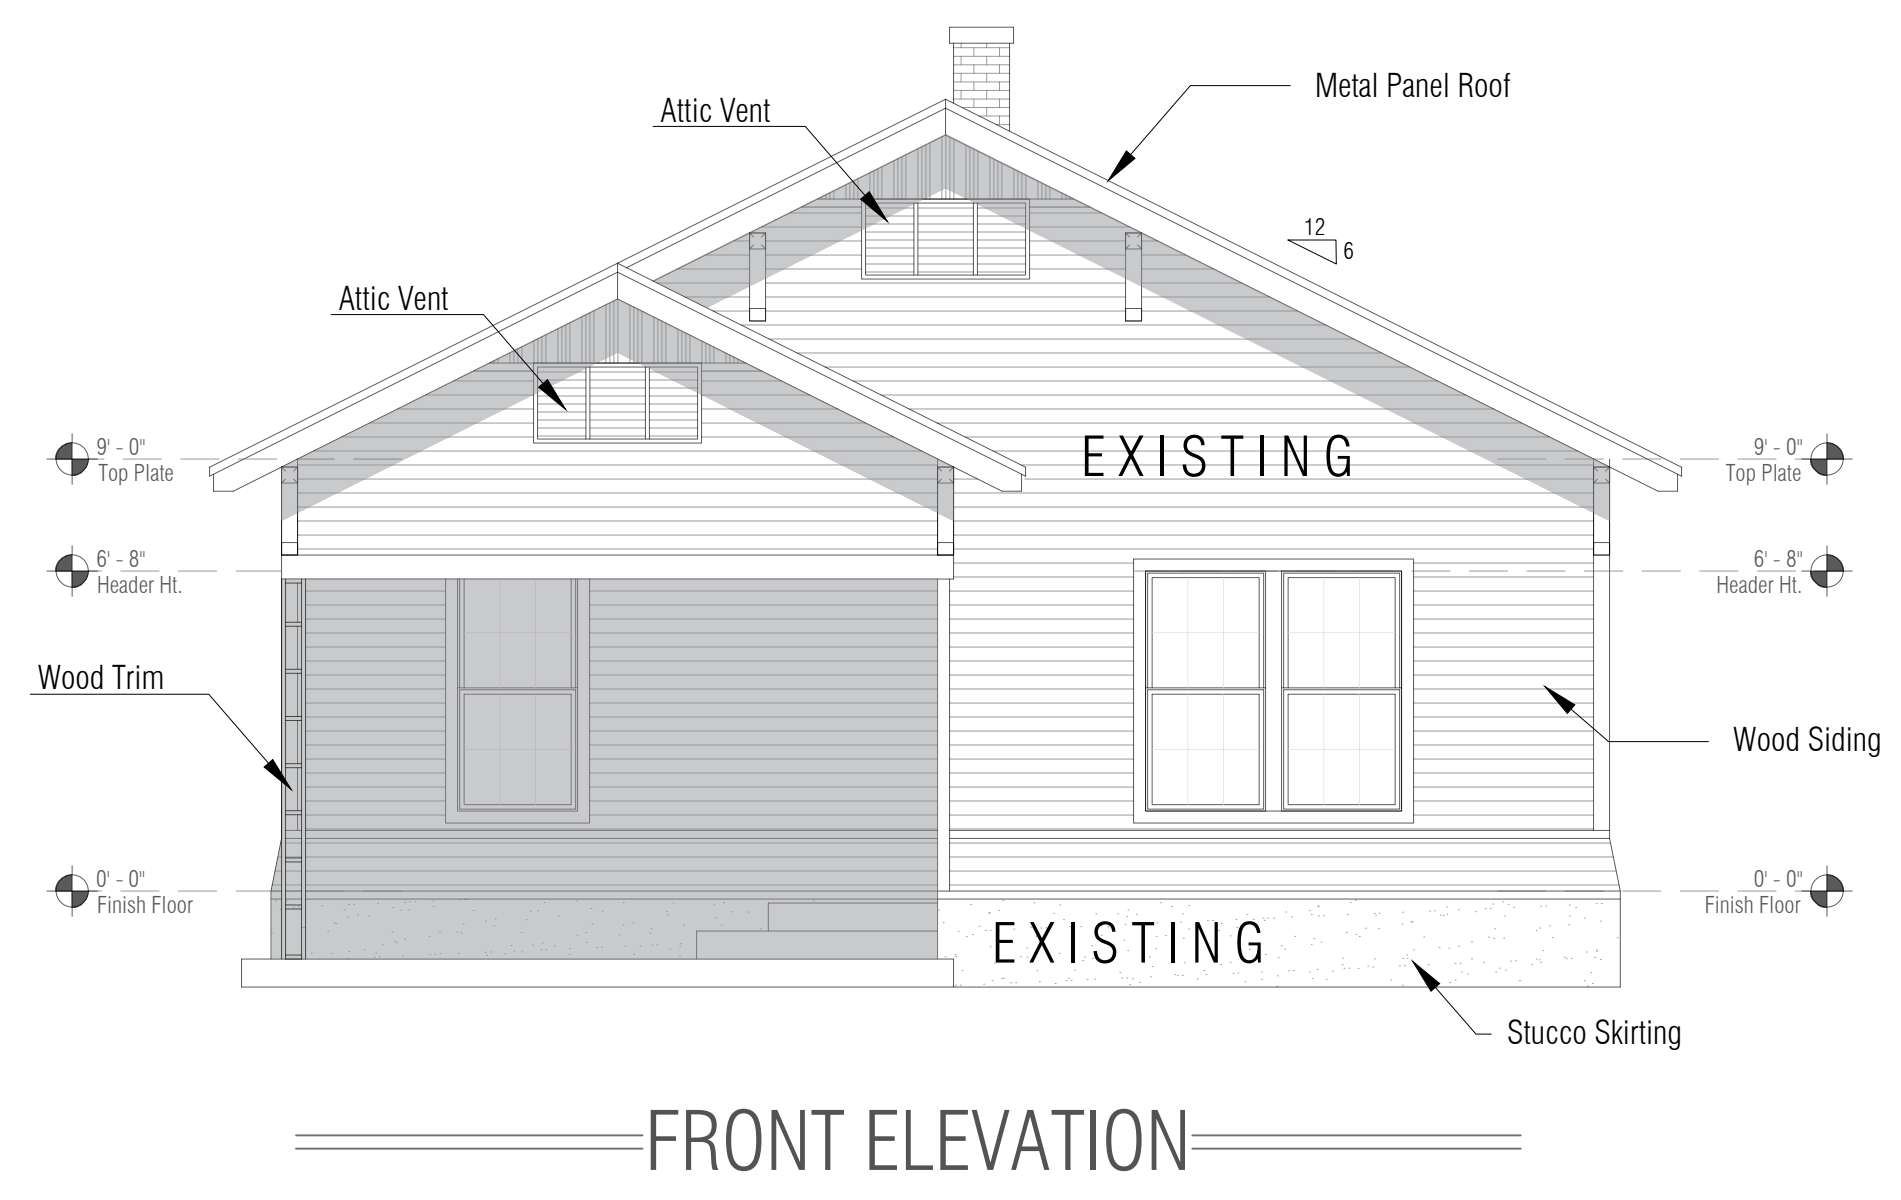 Metal Panel Roof
Attic Vent
12
6
Attic Vent
EXISTING
9' - 0"
Top Plate
9' - 0"
Top Plate
6' - 8"
Header Ht.
6' - 8"
Header Ht.
Wood Trim
Wood Siding
0' - 0"
Finish Floor
0' - 0"
Finish Floor
EXISTING
Stucco Skirting
FRONT ELEVATION